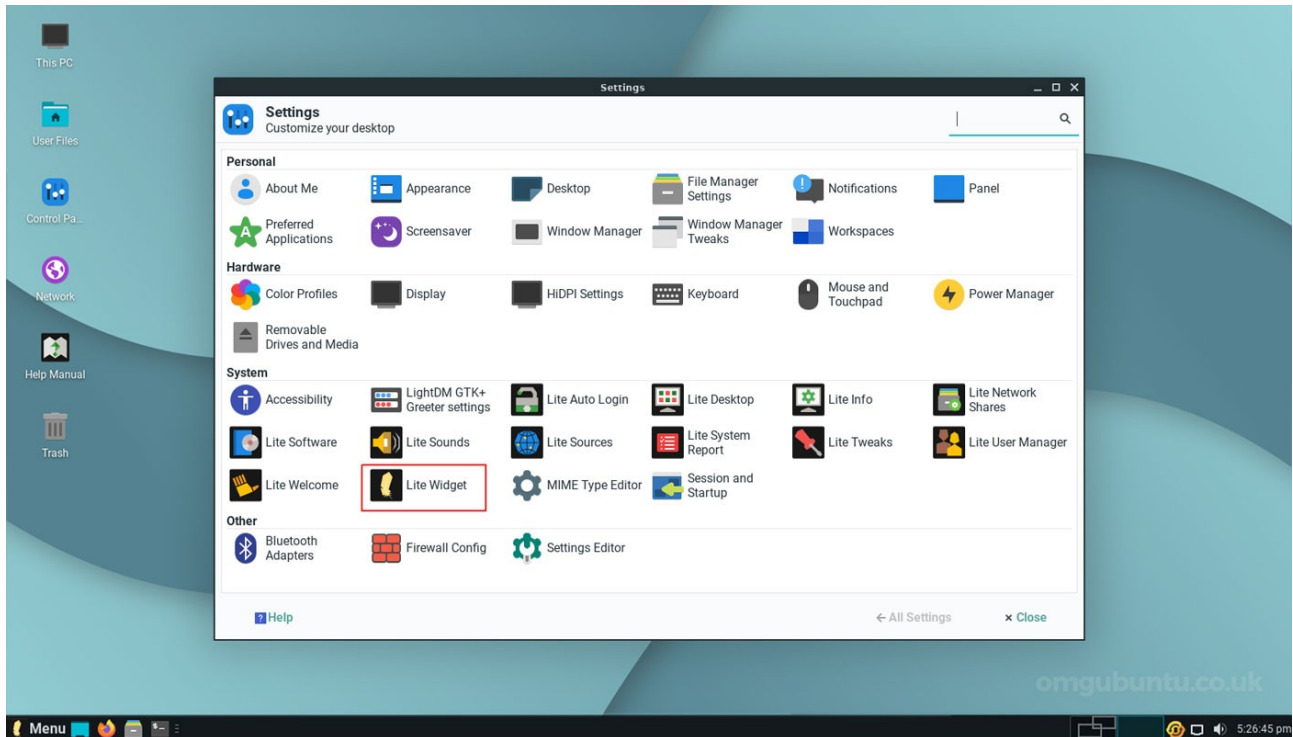 This PC
User Files
Control Pa...
Network
Help Manual
Trash
Settings
Settings
Customize your desktop
Personal
About Me
Appearance
Desktop
File Manager
Settings
Notifications
Panel
Preferred
Applications
Screensaver
Window Manager
Window Manager
Tweaks
Workspaces
Hardware
Color Profiles
Display
HiDPI Settings
Keyboard
Mouse and
Touchpad
Power Manager
Removable
Drives and Media
System
Accessibility
LightDM GTK+
Greeter settings
Lite Auto Login
Lite Desktop
Lite Info
Lite Network
Shares
Lite Software
Lite Sounds
Lite Sources
Lite System
Report
Lite Tweaks
Lite User Manager
Lite Welcome
Lite Widget
MIME Type Editor
Session and
Startup
Other
Bluetooth
Adapters
Firewall Config
Settings Editor
? Help
← All Settings
× Close
omgubuntu.co.uk
Menu
5:26:45 pm